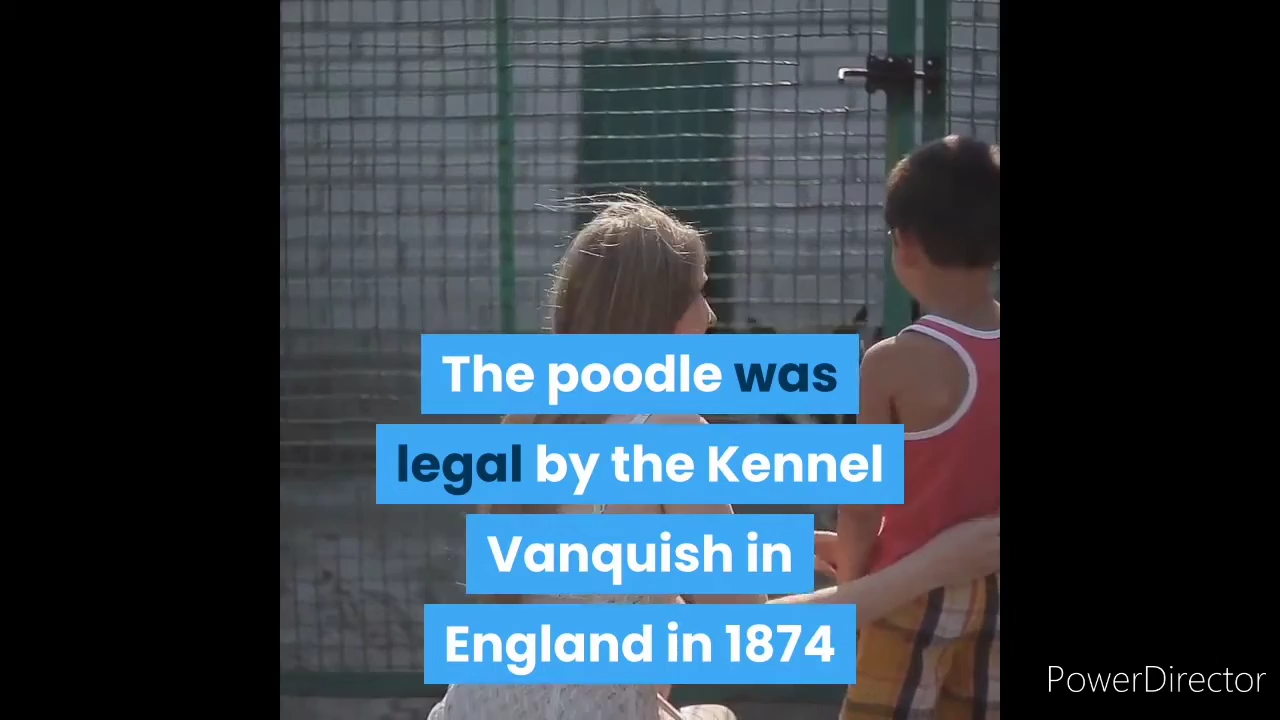 The poodle was
legal by the Kennel
Vanquish in
England in 1874
PowerDirector